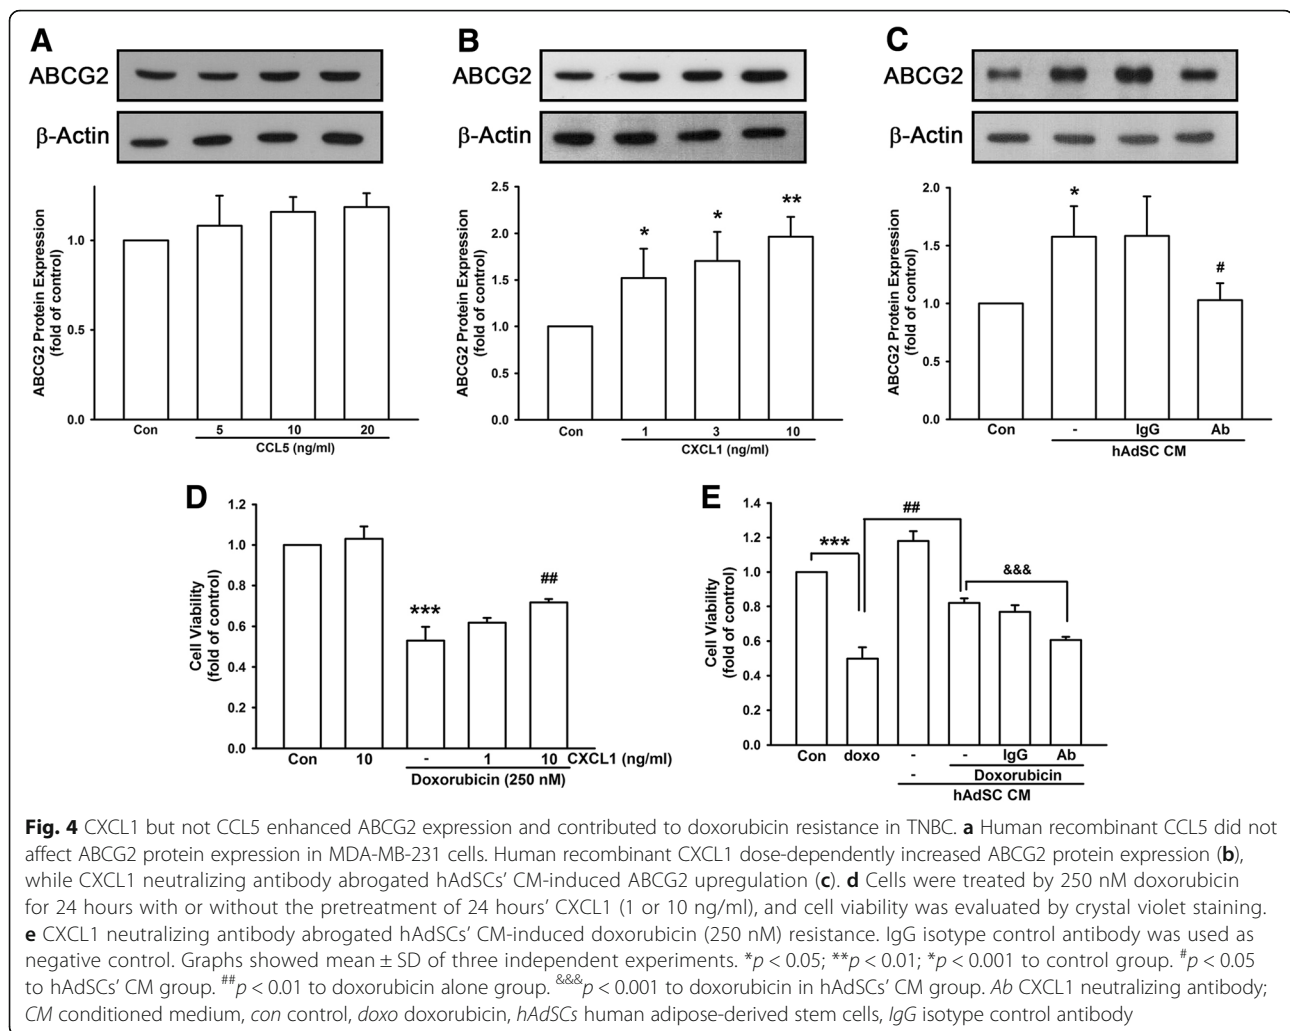 A
ABCG2
β-Actin
ABCG2 Protein Expression
(fold of control)
1.0
0.5
0.0
Con
5
10
20
CCL5 (ng/ml)
B
ABCG2
β-Actin
ABCG2 Protein Expression
(fold of control)
2.5
2.0
1.5
1.0
0.5
0.0
*
*
**
Con
1
3
10
CXCL1 (ng/ml)
C
ABCG2
β-Actin
ABCG2 Protein Expression
(fold of control)
2.0
1.5
1.0
0.5
0.0
*
#
Con
-
IgG
Ab
hAdSC CM
D
Cell Viability
(fold of control)
1.2
1.0
0.8
0.6
0.4
0.2
0.0
***
##
Con
10
-
1
10
CXCL1 (ng/ml)
Doxorubicin (250 nM)
E
Cell Viability
(fold of control)
1.4
1.2
1.0
0.8
0.6
0.4
0.2
0.0
***
##
&&&
Con
doxo
-
-
IgG
Ab
-
Doxorubicin
hAdSC CM
Fig. 4 CXCL1 but not CCL5 enhanced ABCG2 expression and contributed to doxorubicin resistance in TNBC. a Human recombinant CCL5 did not
affect ABCG2 protein expression in MDA-MB-231 cells. Human recombinant CXCL1 dose-dependently increased ABCG2 protein expression (b),
while CXCL1 neutralizing antibody abrogated hAdSCs' CM-induced ABCG2 upregulation (c). d Cells were treated by 250 nM doxorubicin
for 24 hours with or without the pretreatment of 24 hours' CXCL1 (1 or 10 ng/ml), and cell viability was evaluated by crystal violet staining.
e CXCL1 neutralizing antibody abrogated hAdSCs' CM-induced doxorubicin (250 nM) resistance. IgG isotype control antibody was used as
negative control. Graphs showed mean ± SD of three independent experiments. *p < 0.05; **p < 0.01; *p < 0.001 to control group. #p < 0.05
to hAdSCs' CM group. ##p < 0.01 to doxorubicin alone group. &&&p < 0.001 to doxorubicin in hAdSCs' CM group. Ab CXCL1 neutralizing antibody;
CM conditioned medium, con control, doxo doxorubicin, hAdSCs human adipose-derived stem cells, IgG isotype control antibody